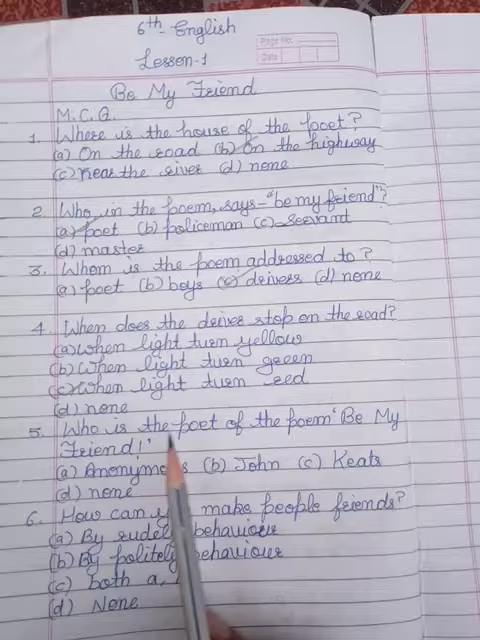 6th - English
Page No.
Date
Lesson-1
Be My Friend
M.C.Q.
1. Where is the house of the poet?
(a) On the road (b) On the highway
(c) near the river (d) none
2. Who in the poem, says - "be my friend"?
(a) poet (b) policeman (c) servant
(d) master
3. Whom is the poem addressed to?
(a) poet (b) boys (c) drivers (d) none
4. When does the driver stop on the road?
(a) When light turn yellow
(b) When light turn green
(c) When light turn red
(d) none
5. Who is the poet of the poem 'Be My
Friend!'
(a) (b) John (c) Keats
(d) none
6. How can make people friends?
(a) By rudely behaviour
(b) By politely behaviour
(c) both a,
(d) None